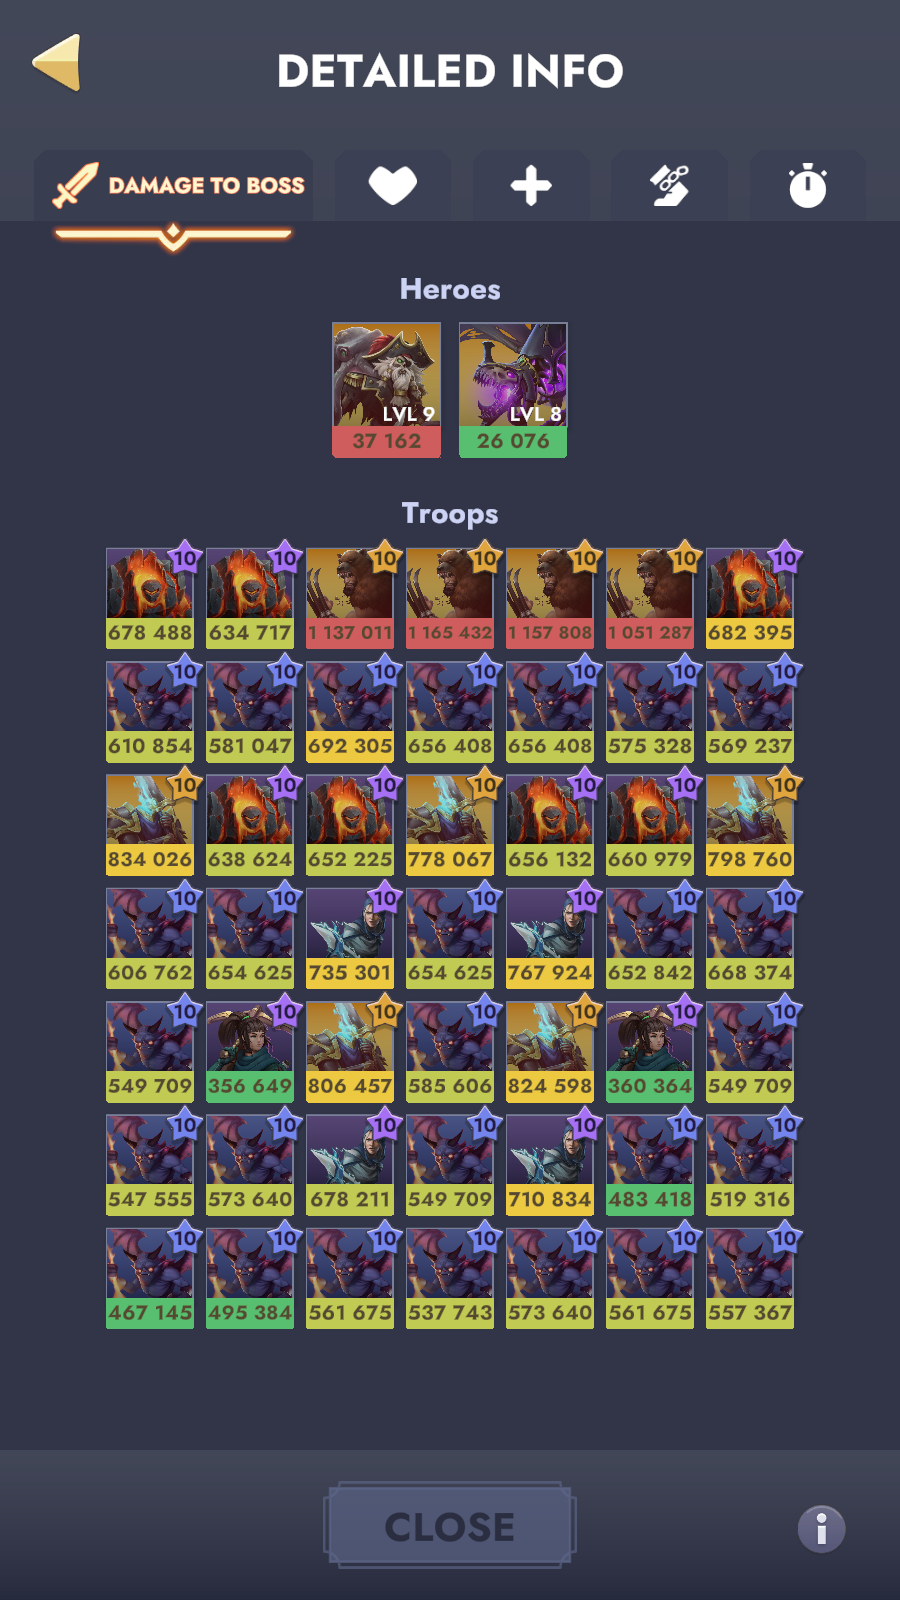 DETAILED INFO
DAMAGE TO BOSS
Heroes
LVL 9 LVL 8
37 162 26 076
Troops
10 10 10 10 10 10 10
678 488 634 717 1 137 011 1 165 432 1 157 808 1 051 287 682 395
10 10 10 10 10 10 10
610 854 581 047 692 305 656 408 656 408 575 328 569 237
10 10 10 10 10 10 10
834 026 638 624 652 225 778 067 656 132 660 979 798 760
10 10 10 10 10 10 10
606 762 654 625 735 301 654 625 767 924 652 842 668 374
10 10 10 10 10 10 10
549 709 356 649 806 457 585 606 824 598 360 364 549 709
10 10 10 10 10 10 10
547 555 573 640 678 211 549 709 710 834 483 418 519 316
10 10 10 10 10 10 10
467 145 495 384 561 675 537 743 573 640 561 675 557 367
CLOSE